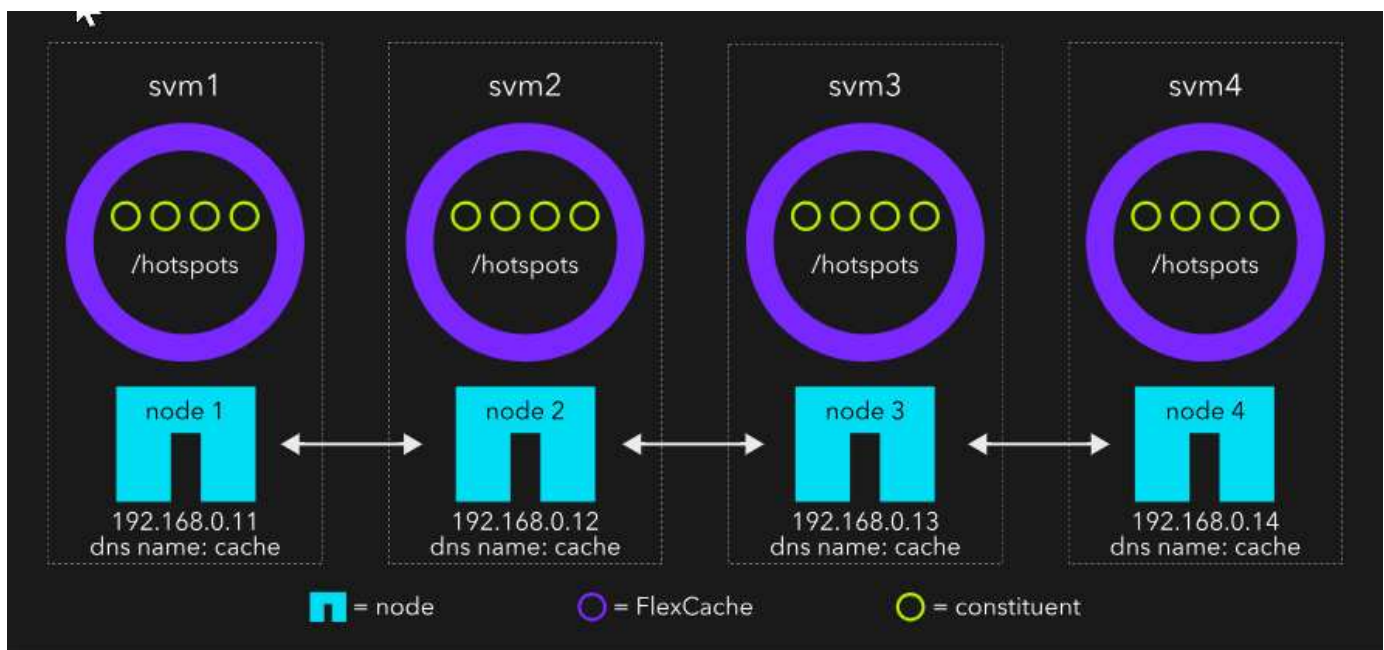 svm1
svm2
svm3
svm4
/hotspots
/hotspots
/hotspots
/hotspots
node 1
node 2
node 3
node 4
192.168.0.11
dns name: cache
192.168.0.12
dns name: cache
192.168.0.13
dns name: cache
192.168.0.14
dns name: cache
= node
= FlexCache
= constituent